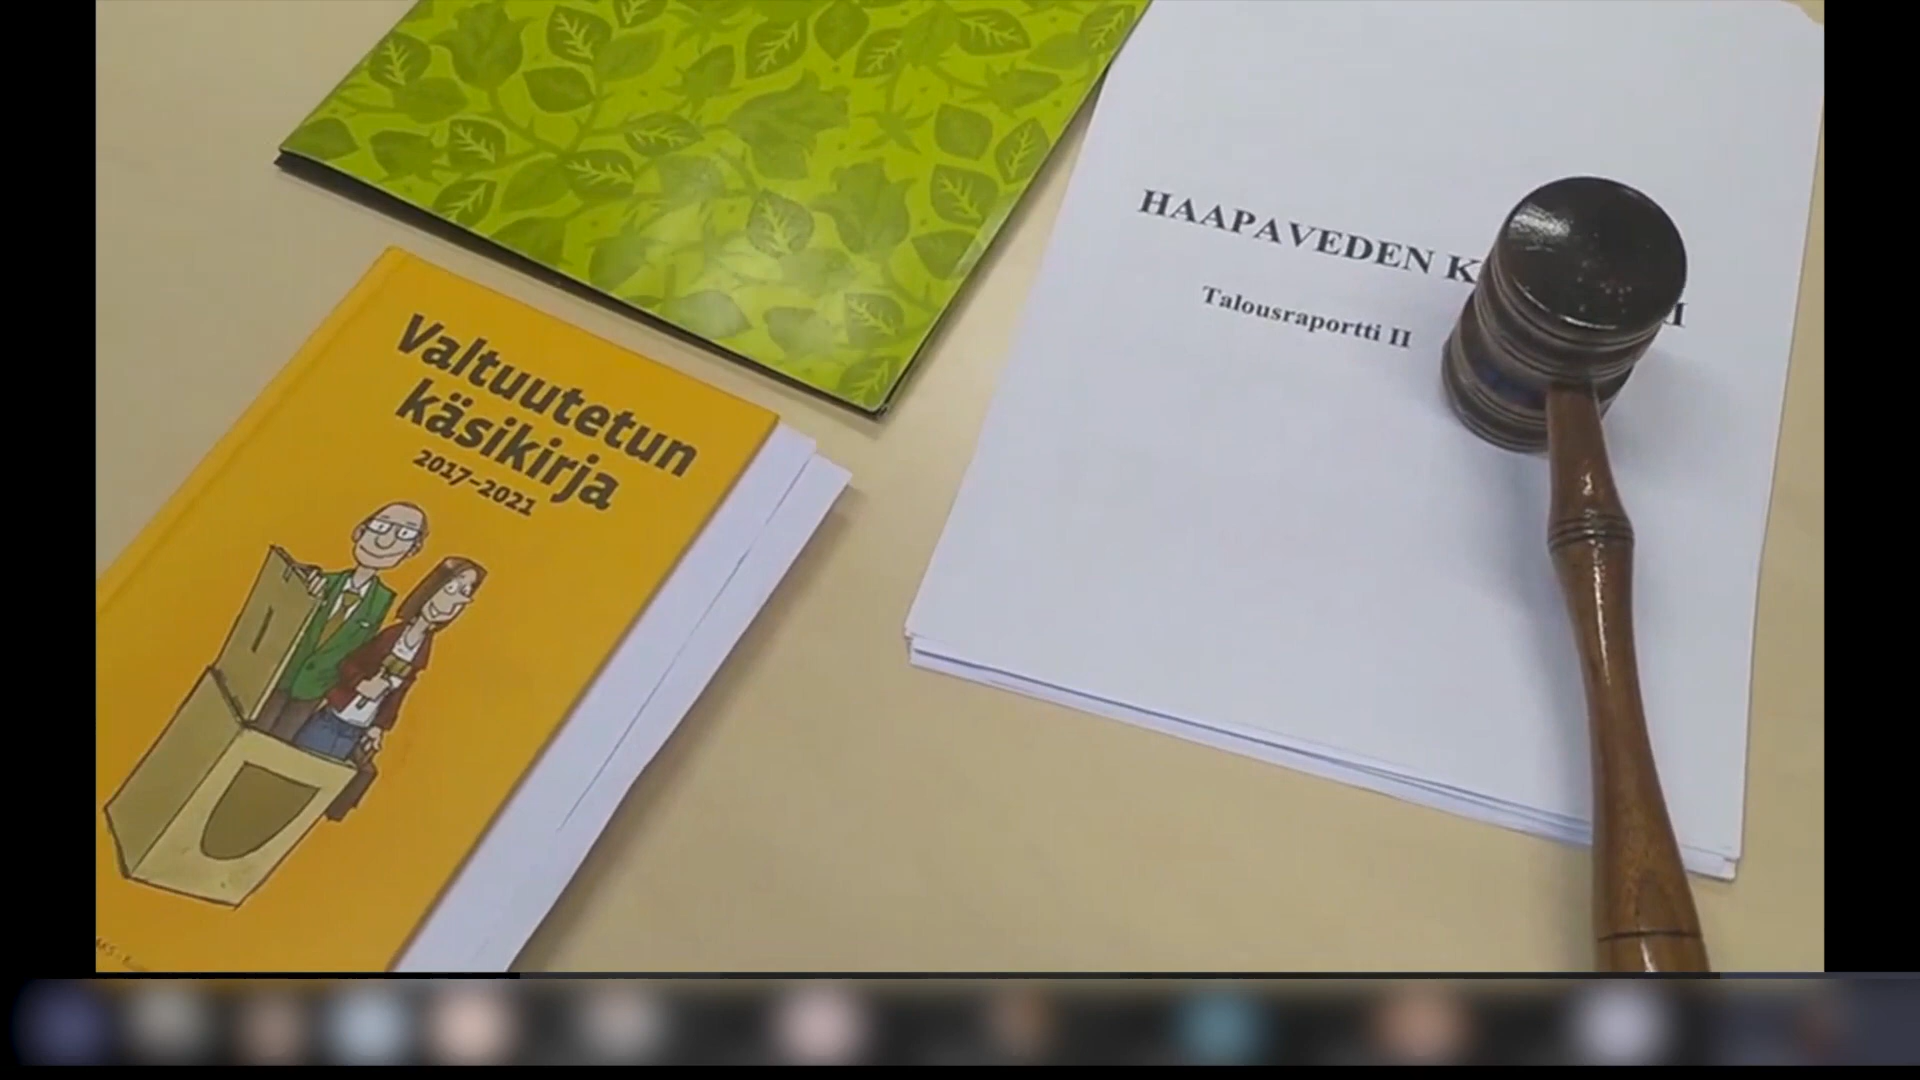 Valtuutetun
käsikirja
2017–2021
HAAPAVEDEN K
Talousraportti II